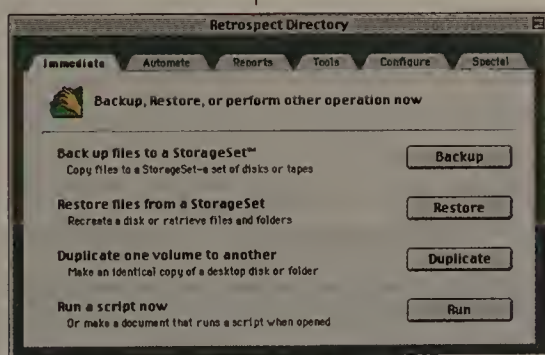 Retrospect Directory
Immediate Automate Reports Tools Configure Special
Backup, Restore, or perform other operation now
Back up files to a StorageSet™
Copy files to a StorageSet–a set of disks or tapes
Backup
Restore files from a StorageSet
Recreate a disk or retrieve files and folders
Restore
Duplicate one volume to another
Make an identical copy of a desktop disk or folder
Duplicate
Run a script now
Or make a document that runs a script when opened
Run